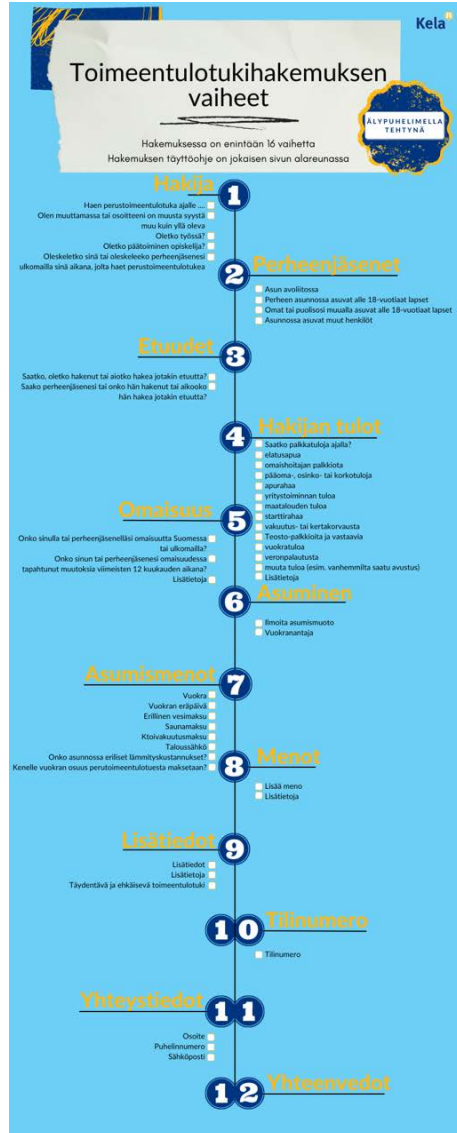 Kela
Toimeentulotukihakemuksen
vaiheet
ÄLYPUHELIMELLA
TEHTYNÄ
Hakemuksessa on enintään 16 vaihetta
Hakemuksen täyttöohje on jokaisen sivun alareunassa
Hakija
1
Haen perustoimeentulotuka ajalle ....
Olen muuttamassa tai osoitteeni on muusta syystä
muu kuin yllä oleva
Oletko työssä?
Oletko päätoiminen opiskelija?
Oleskeletko sinä tai oleskeleeko perheenjäsenesi
ulkomailla sinä aikana, jolta haet perustoimeentulotukea
2
Perheenjäsenet
Asun avoliitossa
Perheen asunnossa asuvat alle 18-vuotiaat lapset
Omat tai puolisosi muualla asuvat alle 18-vuotiaat lapset
Asunnossa asuvat muut henkilöt
Etuudet
3
Saatko, oletko hakenut tai aiotko hakea jotakin etuutta?
Saako perheenjäsenesi tai onko hän hakenut tai aikooko
hän hakea jotakin etuutta?
4
Hakijan tulot
Saatko palkkatuloja ajalla?
elatusapua
omaishoitajan palkkiota
pääoma-, osinko- tai korkotuloja
apurahaa
yritystoiminnan tuloa
maatalouden tuloa
starttirahaa
vakuutus- tai kertakorvausta
Teosto-palkkioita ja vastaavia
vuokratuloa
veronpalautusta
muuta tuloa (esim. vanhemmilta saatu avustus)
Lisätietoja
Omaisuus
5
Onko sinulla tai perheenjäsenelläsi omaisuutta Suomessa
tai ulkomailla?
Onko sinun tai perheenjäsenesi omaisuudessa
tapahtunut muutoksia viimeisten 12 kuukauden aikana?
Lisätietoja
6
Asuminen
Ilmoita asumismuoto
Vuokranantaja
Asumismenot
7
Vuokra
Vuokran eräpäivä
Erillinen vesimaksu
Saunamaksu
Ktoivakuutusmaksu
Taloussähkö
Onko asunnossa eriliset lämmityskustannukset?
Kenelle vuokran osuus perutoimeentulotuesta maksetaan?
8
Menot
Lisää meno
Lisätietoja
Lisätiedot
9
Lisätiedot
Lisätietoja
Täydentävä ja ehkäisevä toimeentulotuki
10
Tilinumero
Tilinumero
Yhteystiedot
11
Osoite
Puhelinnumero
Sähköposti
12
Yhteenvedot